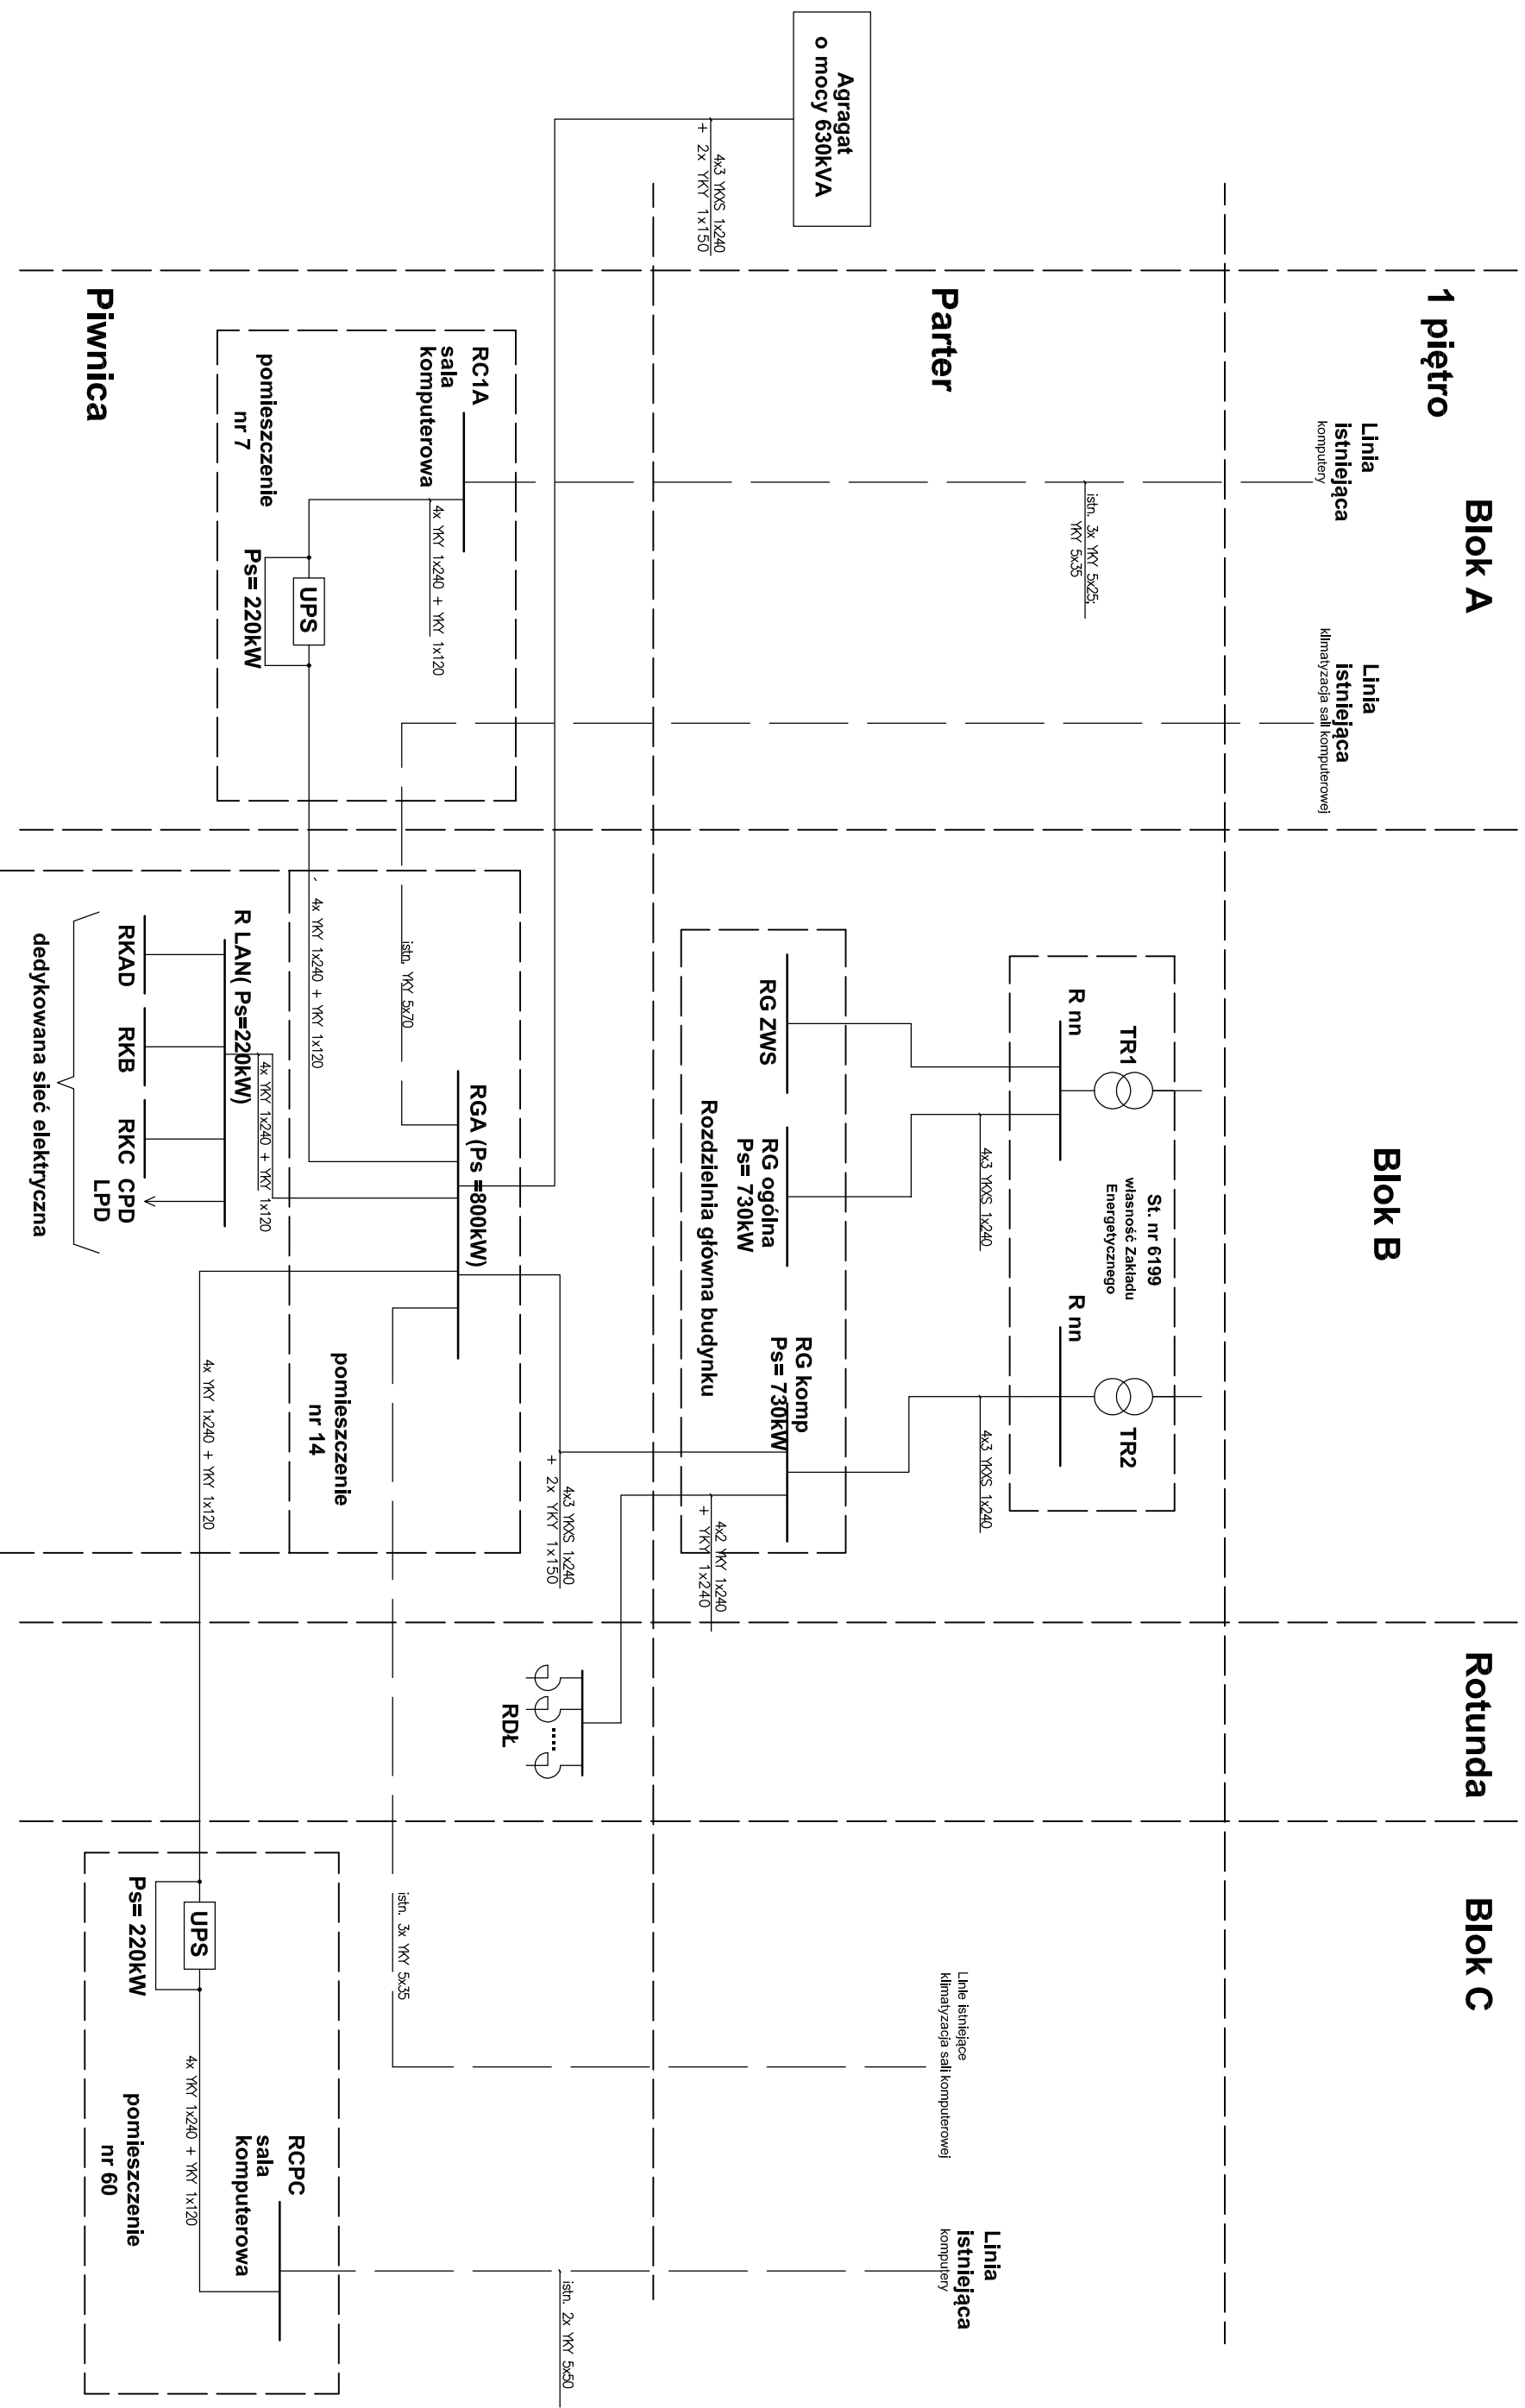 Blok A
Blok B
Rotunda
Blok C
1 piętro
Linia
istniejąca
komputery
Linia
istniejąca
klimatyzacja sali komputerowej
TR1
TR2
R nn
R nn
St. nr 6199
własność Zakładu
Energetycznego
istn. 3x YKY 5x25;
YKY 5x35
4x3 YKXS 1x240
4x3 YKXS 1x240
Parter
Linia
istniejąca
komputery
Linie istniejące
klimatyzacja sali komputerowej
Agragat
o mocy 630kVA
RG ZWS
RG ogólna
Ps= 730kW
RG komp
Ps= 730kW
Rozdzielnia główna budynku
4x3 YKXS 1x240
+ 2x YKY 1x150
4x2 YKY 1x240
+ YKY 1x240
4x3 YKXS 1x240
+ 2x YKY 1x150
istn. 2x YKY 5x50
....
RDŁ
RC1A
sala
komputerowa
4x YKY 1x240 + YKY 1x120
RGA (Ps =800kW)
istn. YKY 5x70
istn. 3x YKY 5x35
UPS
Ps= 220kW
pomieszczenie
nr 7
4x YKY 1x240 + YKY 1x120
pomieszczenie
nr 14
4x YKY 1x240 + YKY 1x120
R LAN( Ps=220kW)
4x YKY 1x240 + YKY 1x120
RCPC
sala
komputerowa
UPS
Ps= 220kW
4x YKY 1x240 + YKY 1x120
pomieszczenie
nr 60
RKAD
RKB
RKC
CPD
LPD
dedykowana sieć elektryczna
Piwnica